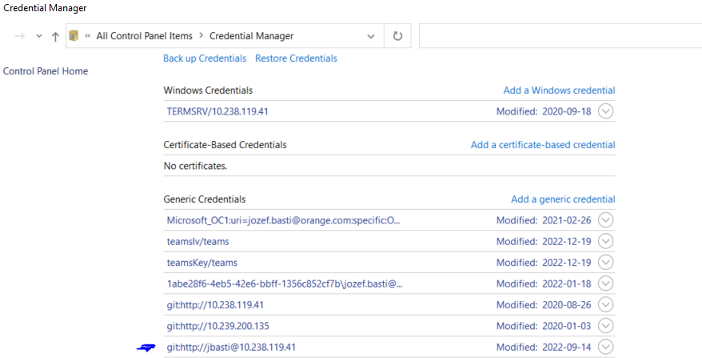 Credential Manager
« All Control Panel Items > Credential Manager
Back up Credentials Restore Credentials
Control Panel Home
Windows Credentials Add a Windows credential
TERMSRV/10.238.119.41 Modified: 2020-09-18
Certificate-Based Credentials Add a certificate-based credential
No certificates.
Generic Credentials Add a generic credential
Microsoft_OC1:uri=jozef.basti@orange.com:specific:O... Modified: 2021-02-26
teamsIv/teams Modified: 2022-12-19
teamsKey/teams Modified: 2022-12-19
1abe28f6-4eb5-42e6-bbff-1356c852cf7b\jozef.basti@... Modified: 2022-01-18
git:http://10.238.119.41 Modified: 2020-08-26
git:http://10.239.200.135 Modified: 2020-01-03
git:http://jbasti@10.238.119.41 Modified: 2022-09-14